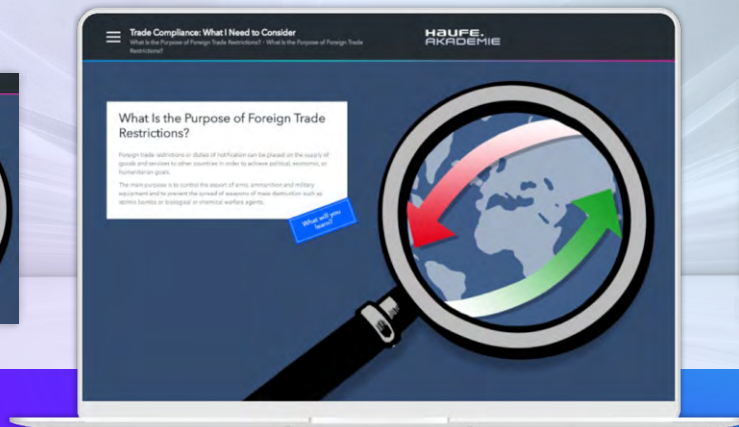 Trade Compliance: What I Need to Consider
What Is the Purpose of Foreign Trade Restrictions? - What Is the Purpose of Foreign Trade
Restrictions?
HAUFE.
AKADEMIE
What Is the Purpose of Foreign Trade
Restrictions?
Foreign trade restrictions or duties of notification can be placed on the supply of
goods and services to other countries in order to achieve political, economic, or
humanitarian goals.
The main purpose is to control the export of arms, ammunition and military
equipment and to prevent the spread of weapons of mass destruction such as
atomic bombs or biological or chemical warfare agents.
What will you
learn?